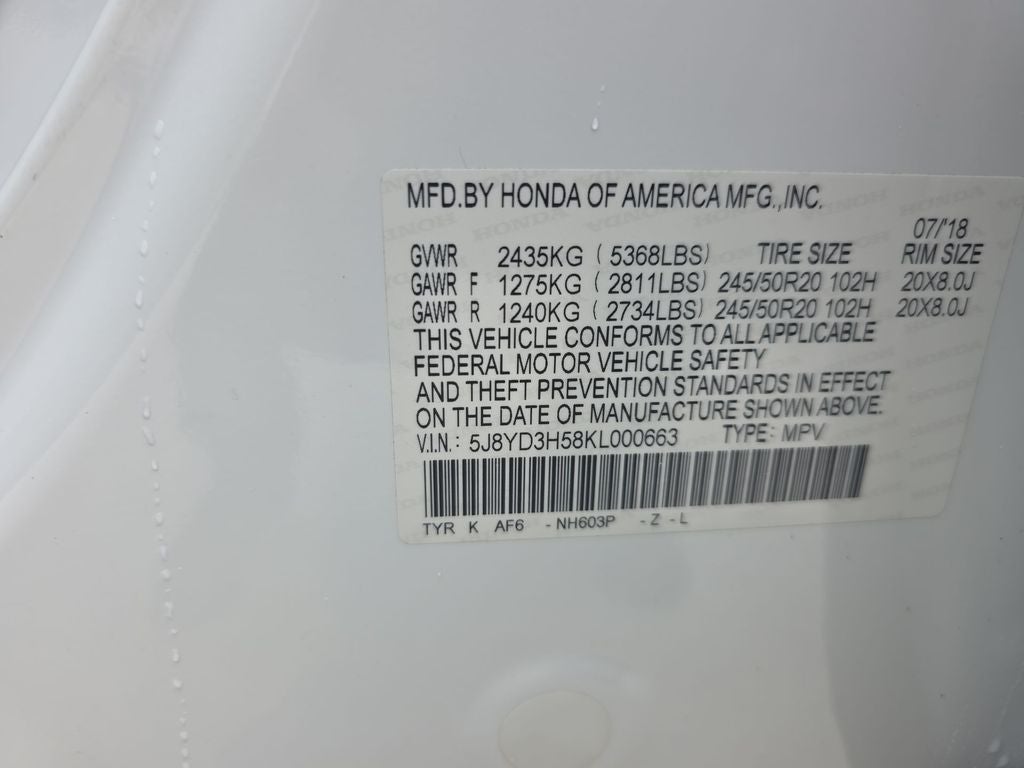 MFD.BY HONDA OF AMERICA MFG.,INC.
07/'18
GVWR 2435KG ( 5368LBS) TIRE SIZE RIM SIZE
GAWR F 1275KG ( 2811LBS) 245/50R20 102H 20X8.0J
GAWR R 1240KG ( 2734LBS) 245/50R20 102H 20X8.0J
THIS VEHICLE CONFORMS TO ALL APPLICABLE
FEDERAL MOTOR VEHICLE SAFETY
AND THEFT PREVENTION STANDARDS IN EFFECT
ON THE DATE OF MANUFACTURE SHOWN ABOVE.
V.I.N.: 5J8YD3H58KL000663 TYPE: MPV
TYR K AF6 - NH603P - Z - L